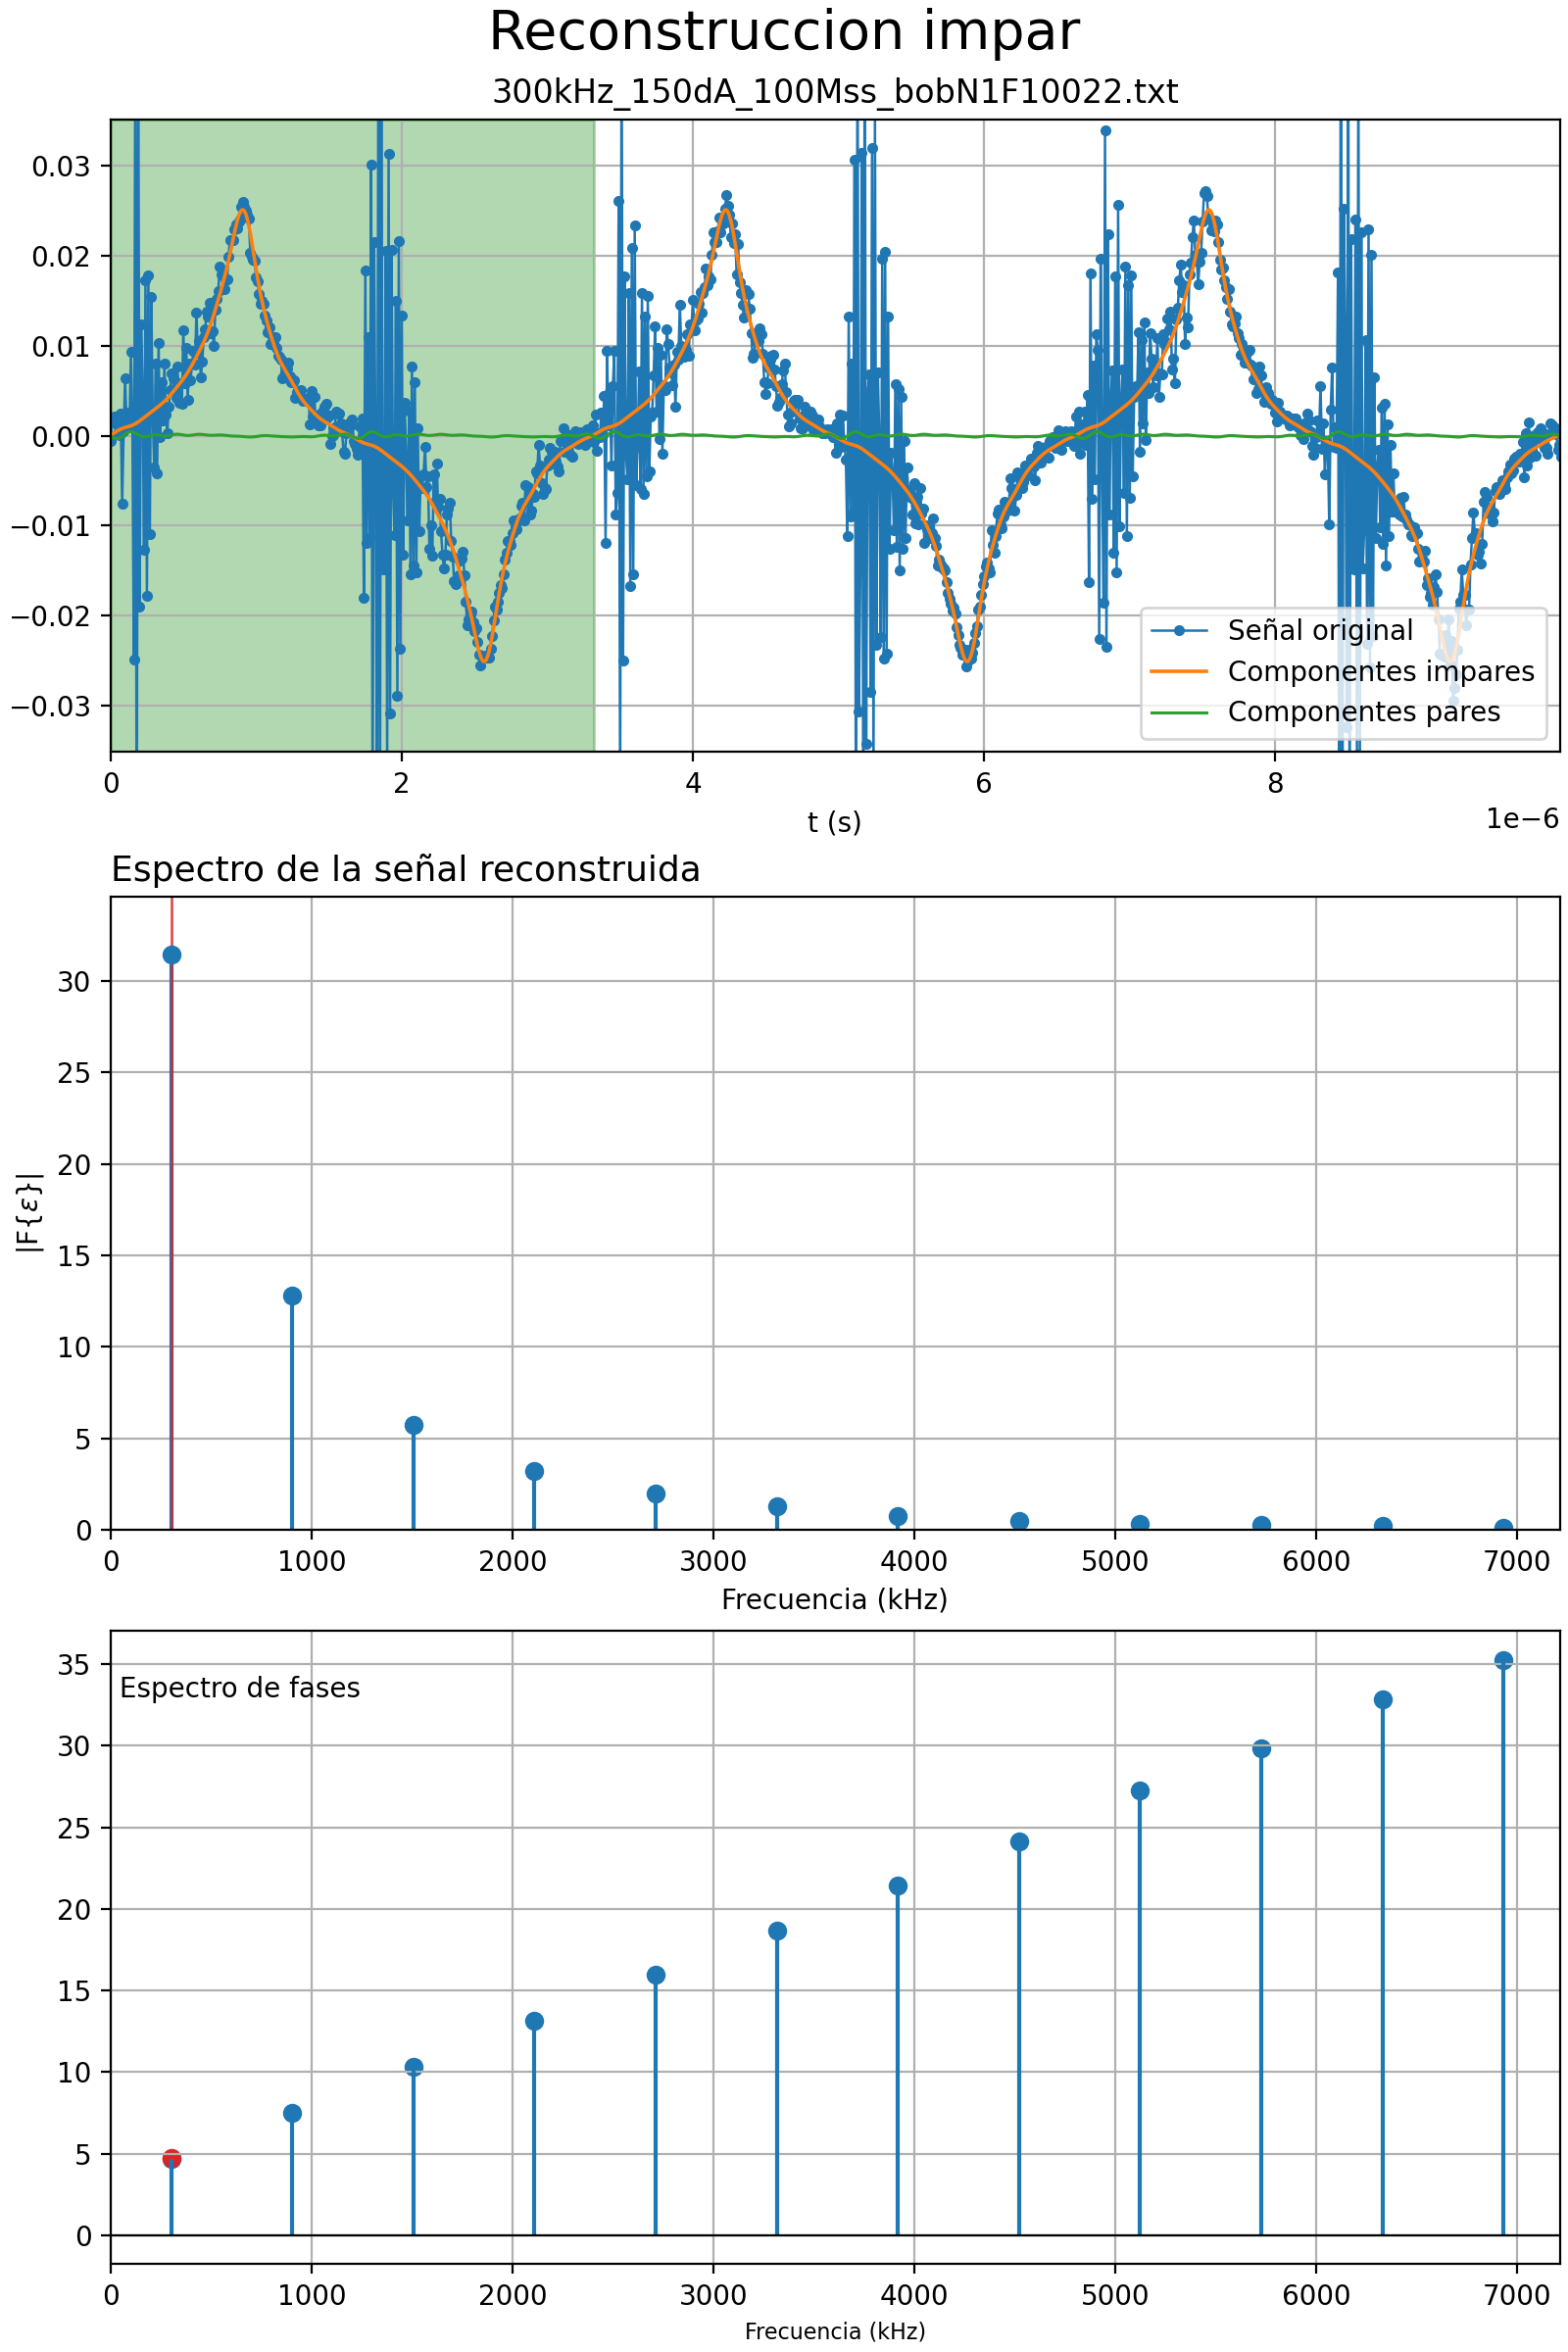 Reconstruccion impar
300kHz_150dA_100Mss_bobN1F10022.txt
0.03
0.02
0.01
0.00
−0.01
−0.02
−0.03
Señal original
Componentes impares
Componentes pares
0 2 4 6 8
1e−6
t (s)
Espectro de la señal reconstruida
30
25
20
15
10
5
0
|F{ε}|
0 1000 2000 3000 4000 5000 6000 7000
Frecuencia (kHz)
Espectro de fases
35
30
25
20
15
10
5
0
0 1000 2000 3000 4000 5000 6000 7000
Frecuencia (kHz)